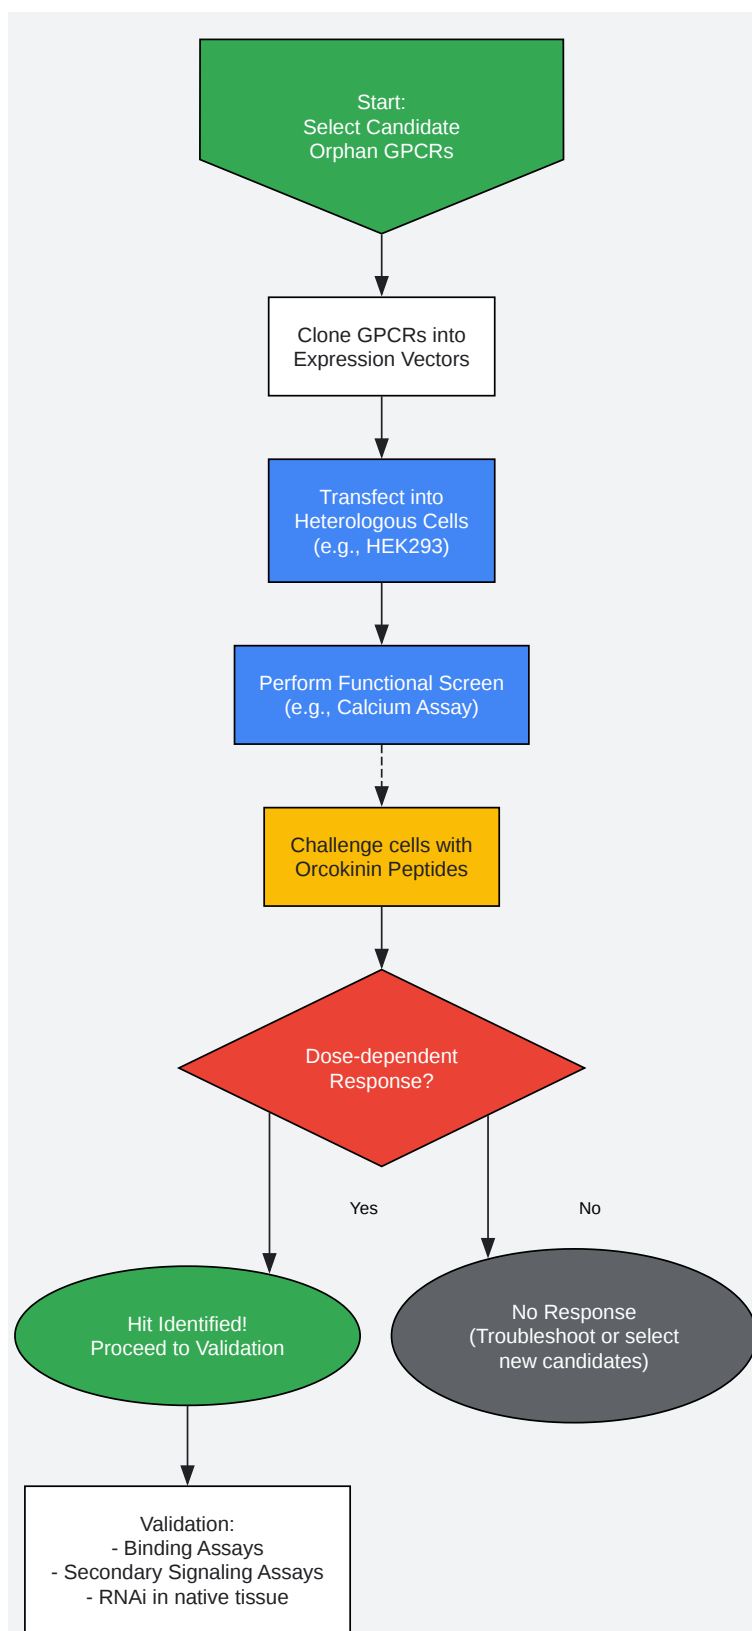 Start:
Select Candidate
Orphan GPCRs
Clone GPCRs into
Expression Vectors
Transfect into
Heterologous Cells
(e.g., HEK293)
Perform Functional Screen
(e.g., Calcium Assay)
Challenge cells with
Orcokinin Peptides
Dose-dependent
Response?
Yes
No
Hit Identified!
Proceed to Validation
No Response
(Troubleshoot or select
new candidates)
Validation:
- Binding Assays
- Secondary Signaling Assays
- RNAi in native tissue